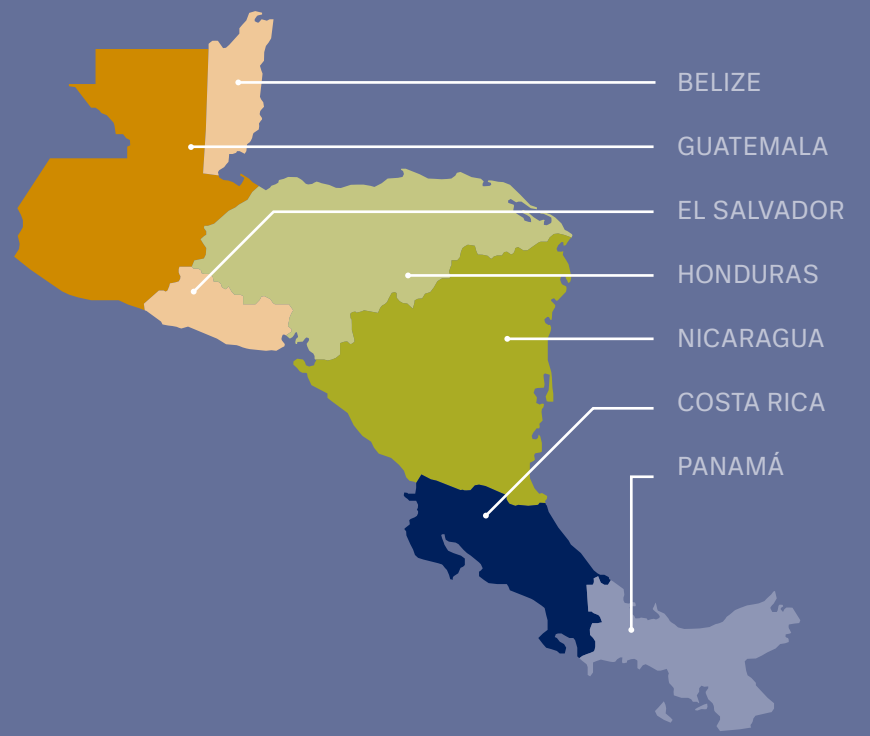 BELIZE
GUATEMALA
EL SALVADOR
HONDURAS
NICARAGUA
COSTA RICA
PANAMÁ